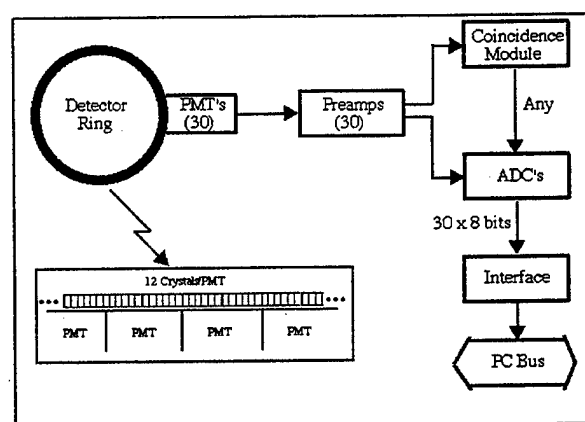 Coincidence
Module
Detector
Ring
PMT's
(30)
Preamps
(30)
Any
ADC's
30 x 8 bits
12 Crystals/PMT
Interface
PMT PMT PMT PMT
PC Bus